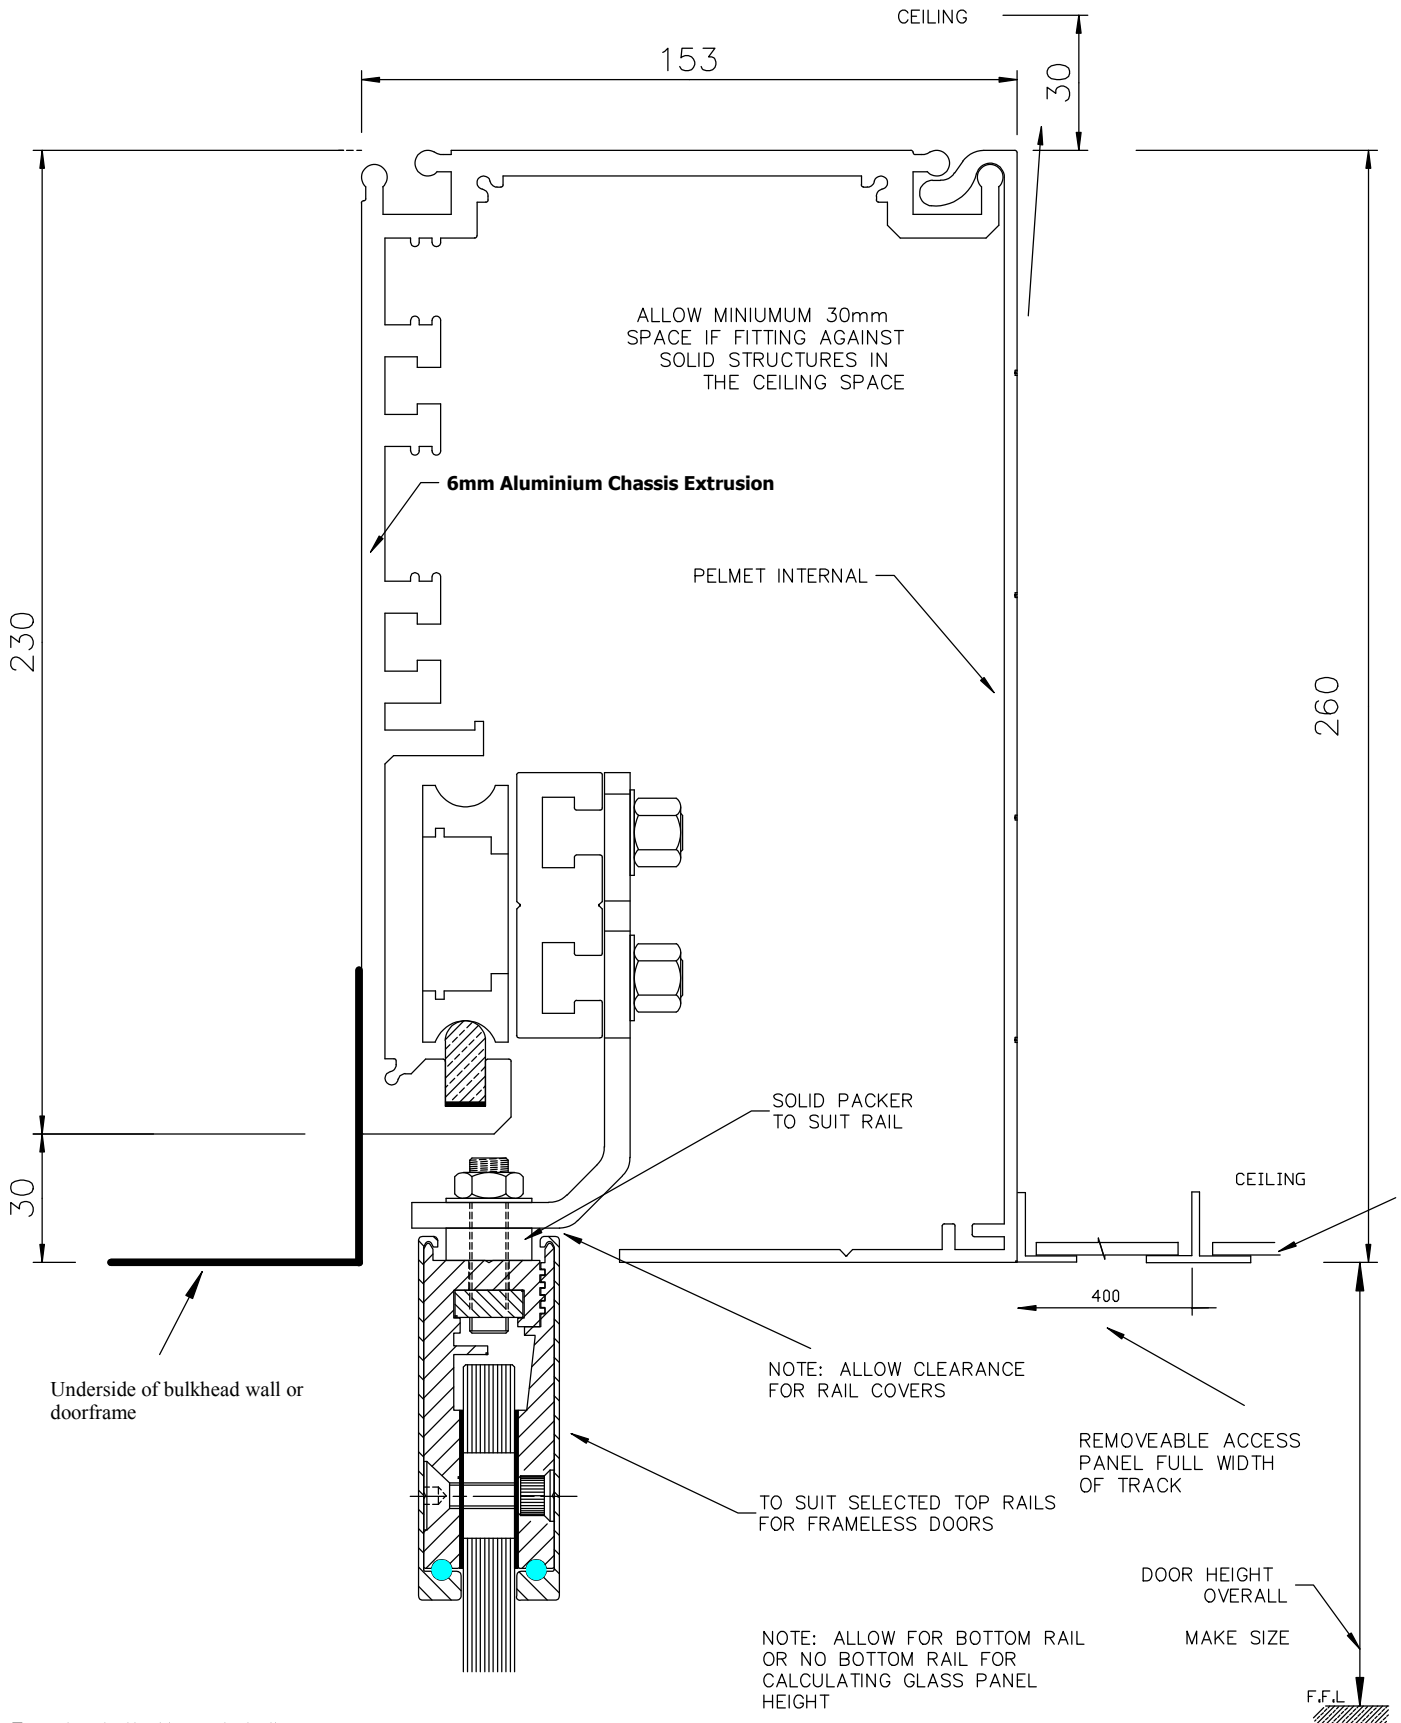 CEILING
153
30
ALLOW MINIUMUM 30mm
SPACE IF FITTING AGAINST
SOLID STRUCTURES IN
THE CEILING SPACE
6mm Aluminium Chassis Extrusion
PELMET INTERNAL
230
260
SOLID PACKER
TO SUIT RAIL
30
CEILING
400
Underside of bulkhead wall or
doorframe
NOTE: ALLOW CLEARANCE
FOR RAIL COVERS
REMOVEABLE ACCESS
PANEL FULL WIDTH
OF TRACK
TO SUIT SELECTED TOP RAILS
FOR FRAMELESS DOORS
DOOR HEIGHT
OVERALL
MAKE SIZE
NOTE: ALLOW FOR BOTTOM RAIL
OR NO BOTTOM RAIL FOR
CALCULATING GLASS PANEL
HEIGHT
F.F.L